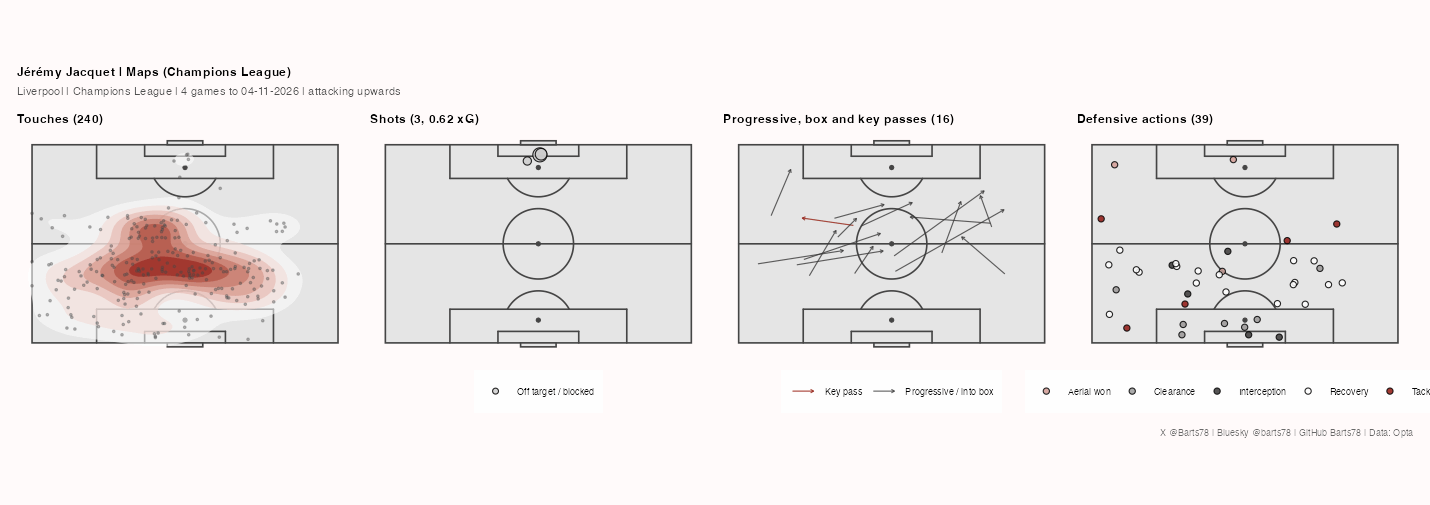 Jérémy Jacquet | Maps (Champions League)
Liverpool | Champions League | 4 games to 04-11-2026 | attacking upwards
Touches (240)
Shots (3, 0.62 xG)
Progressive, box and key passes (16)
Defensive actions (39)
Off target / blocked
Key pass
Progressive / into box
Aerial won
Clearance
Interception
Recovery
Tack
X @Barts78 | Bluesky @barts78 | GitHub Barts78 | Data: Opta